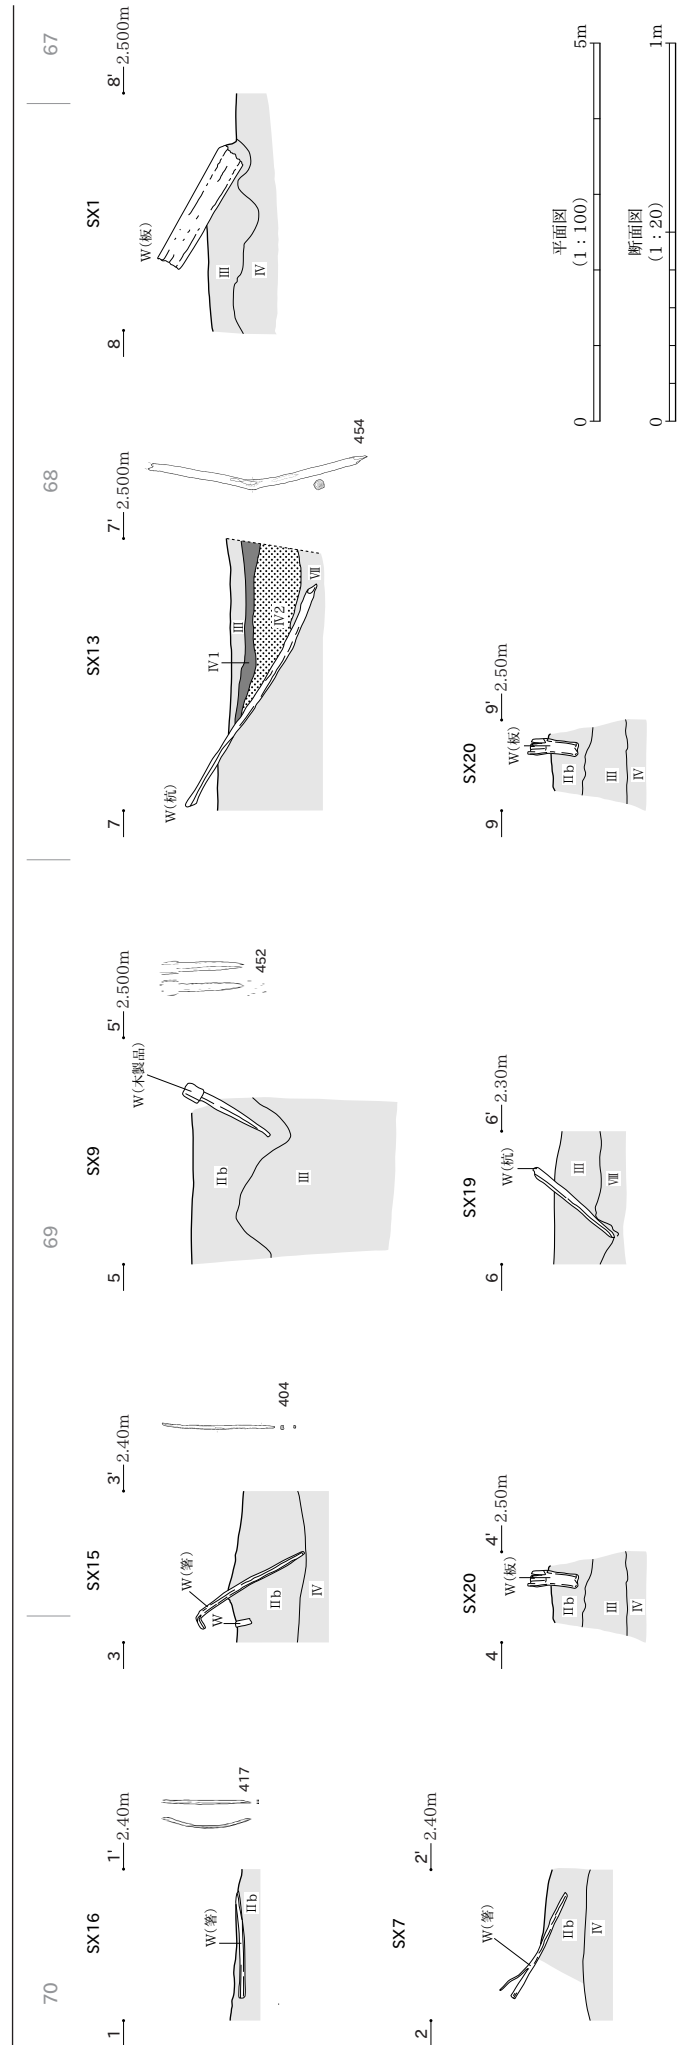 70
69
68
67
SX16
1
1'
2.40m
W(箸)
Ⅱb
417
SX15
3
3'
2.40m
W(箸)
W
Ⅱb
Ⅳ
404
SX9
5
5'
2.500m
W(木製品)
Ⅱb
Ⅲ
452
SX13
7
7'
2.500m
W(杭)
Ⅳ1
Ⅲ
Ⅳ2
Ⅶ
454
SX1
8
8'
2.500m
W(板)
Ⅲ
Ⅳ
SX7
2
2'
2.40m
W(箸)
Ⅱb
Ⅳ
SX20
4
4'
2.50m
W(板)
Ⅱb
Ⅲ
Ⅳ
SX19
6
6'
2.30m
W(杭)
Ⅲ
Ⅷ
SX20
9
9'
2.50m
W(板)
Ⅱb
Ⅲ
Ⅳ
平面図
(1:100)
0
5m
断面図
(1:20)
0
1m